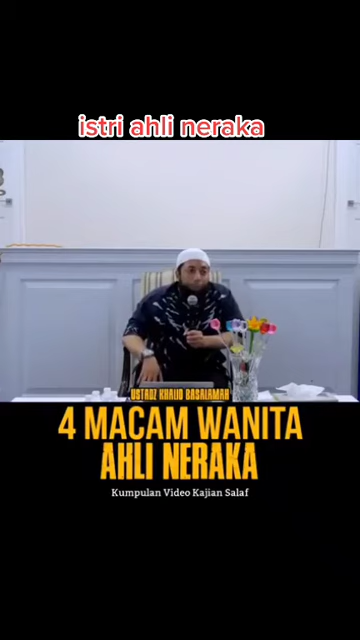 istri ahli neraka
USTADZ KHALID BASALAMAH
4 MACAM WANITA
AHLI NERAKA
Kumpulan Video Kajian Salaf